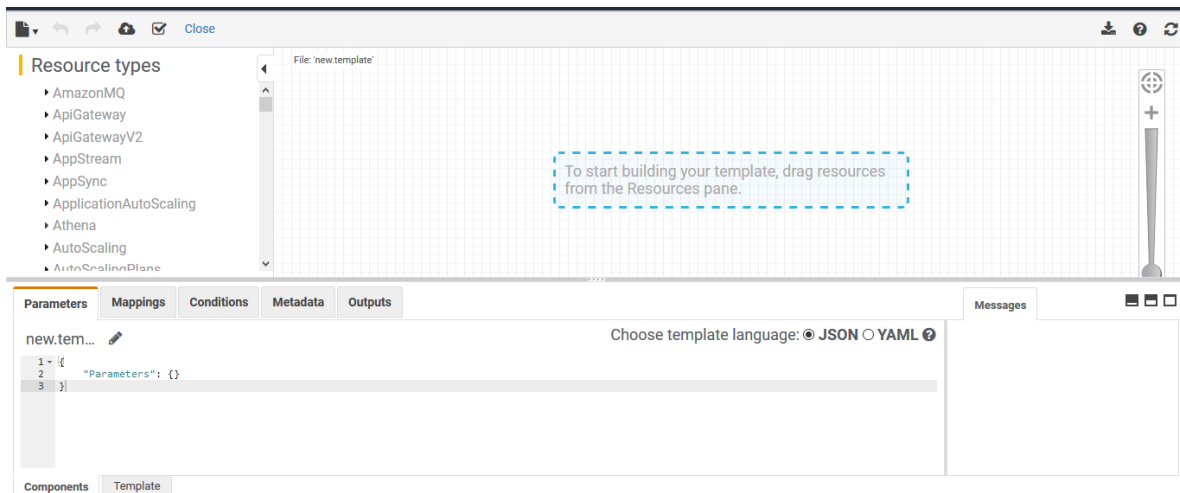 Close
Resource types
AmazonMQ
ApiGateway
ApiGatewayV2
AppStream
AppSync
ApplicationAutoScaling
Athena
AutoScaling
AutoScalingPlans
File: 'new.template'
To start building your template, drag resources
from the Resources pane.
Parameters Mappings Conditions Metadata Outputs
Messages
new.tem...
Choose template language: JSON YAML
1 {
2 "Parameters": {}
3 }
Components Template